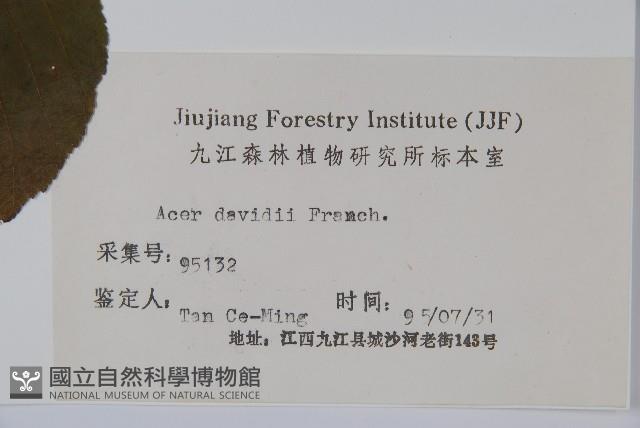 Jiujiang Forestry Institute (JJF)
九江森林植物研究所标本室
Acer davidii Franch.
采集号: 95132
鉴定人: Tan Ce-Ming 时间: 95/07/31
地址: 江西九江县城沙河老街143号
國立自然科學博物館
NATIONAL MUSEUM OF NATURAL SCIENCE